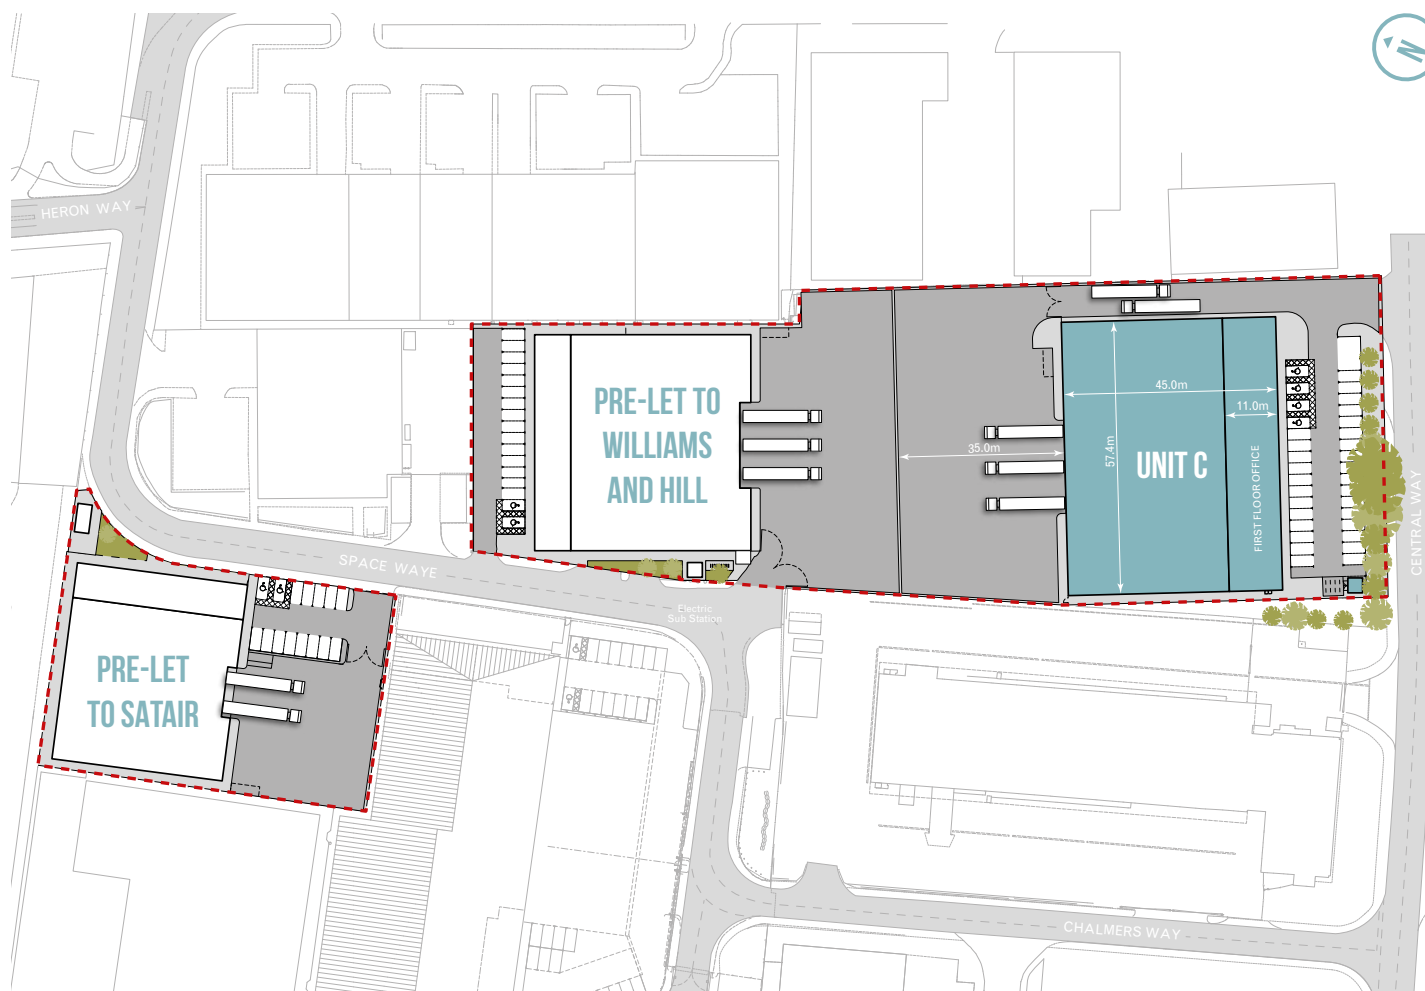 N
HERON WAY
PRE-LET TO
WILLIAMS
AND HILL
45.0m
11.0m
57.4m
35.0m
UNIT C
FIRST FLOOR OFFICE
CENTRAL WAY
SPACE WAYE
Electric
Sub Station
PRE-LET
TO SATAIR
CHALMERS WAY